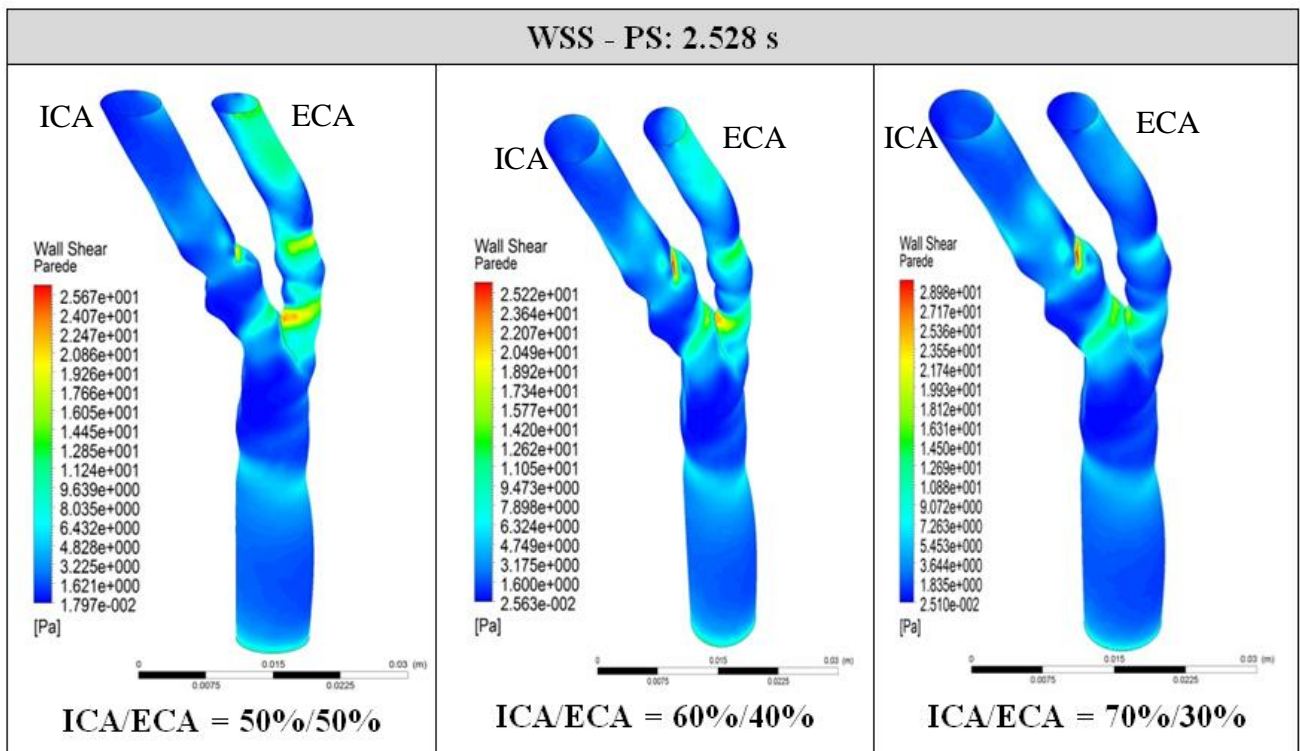 WSS - PS: 2.528 s
ICA
ECA
Wall Shear
Parede
2.567e+001
2.407e+001
2.247e+001
2.086e+001
1.926e+001
1.766e+001
1.605e+001
1.445e+001
1.285e+001
1.124e+001
9.639e+000
8.035e+000
6.432e+000
4.828e+000
3.225e+000
1.621e+000
1.797e-002
[Pa]
0
0.015
0.03 (m)
0.0075
0.0225
ICA/ECA = 50%/50%
ICA
ECA
Wall Shear
Parede
2.522e+001
2.364e+001
2.207e+001
2.049e+001
1.892e+001
1.734e+001
1.577e+001
1.420e+001
1.262e+001
1.105e+001
9.473e+000
7.898e+000
6.324e+000
4.749e+000
3.175e+000
1.600e+000
2.563e-002
[Pa]
0
0.015
0.03 (m)
0.0075
0.0225
ICA/ECA = 60%/40%
ICA
ECA
Wall Shear
Parede
2.898e+001
2.717e+001
2.536e+001
2.355e+001
2.174e+001
1.993e+001
1.812e+001
1.631e+001
1.450e+001
1.269e+001
1.088e+001
9.072e+000
7.263e+000
5.453e+000
3.644e+000
1.835e+000
2.510e-002
[Pa]
0
0.015
0.03 (m)
0.0075
0.0225
ICA/ECA = 70%/30%